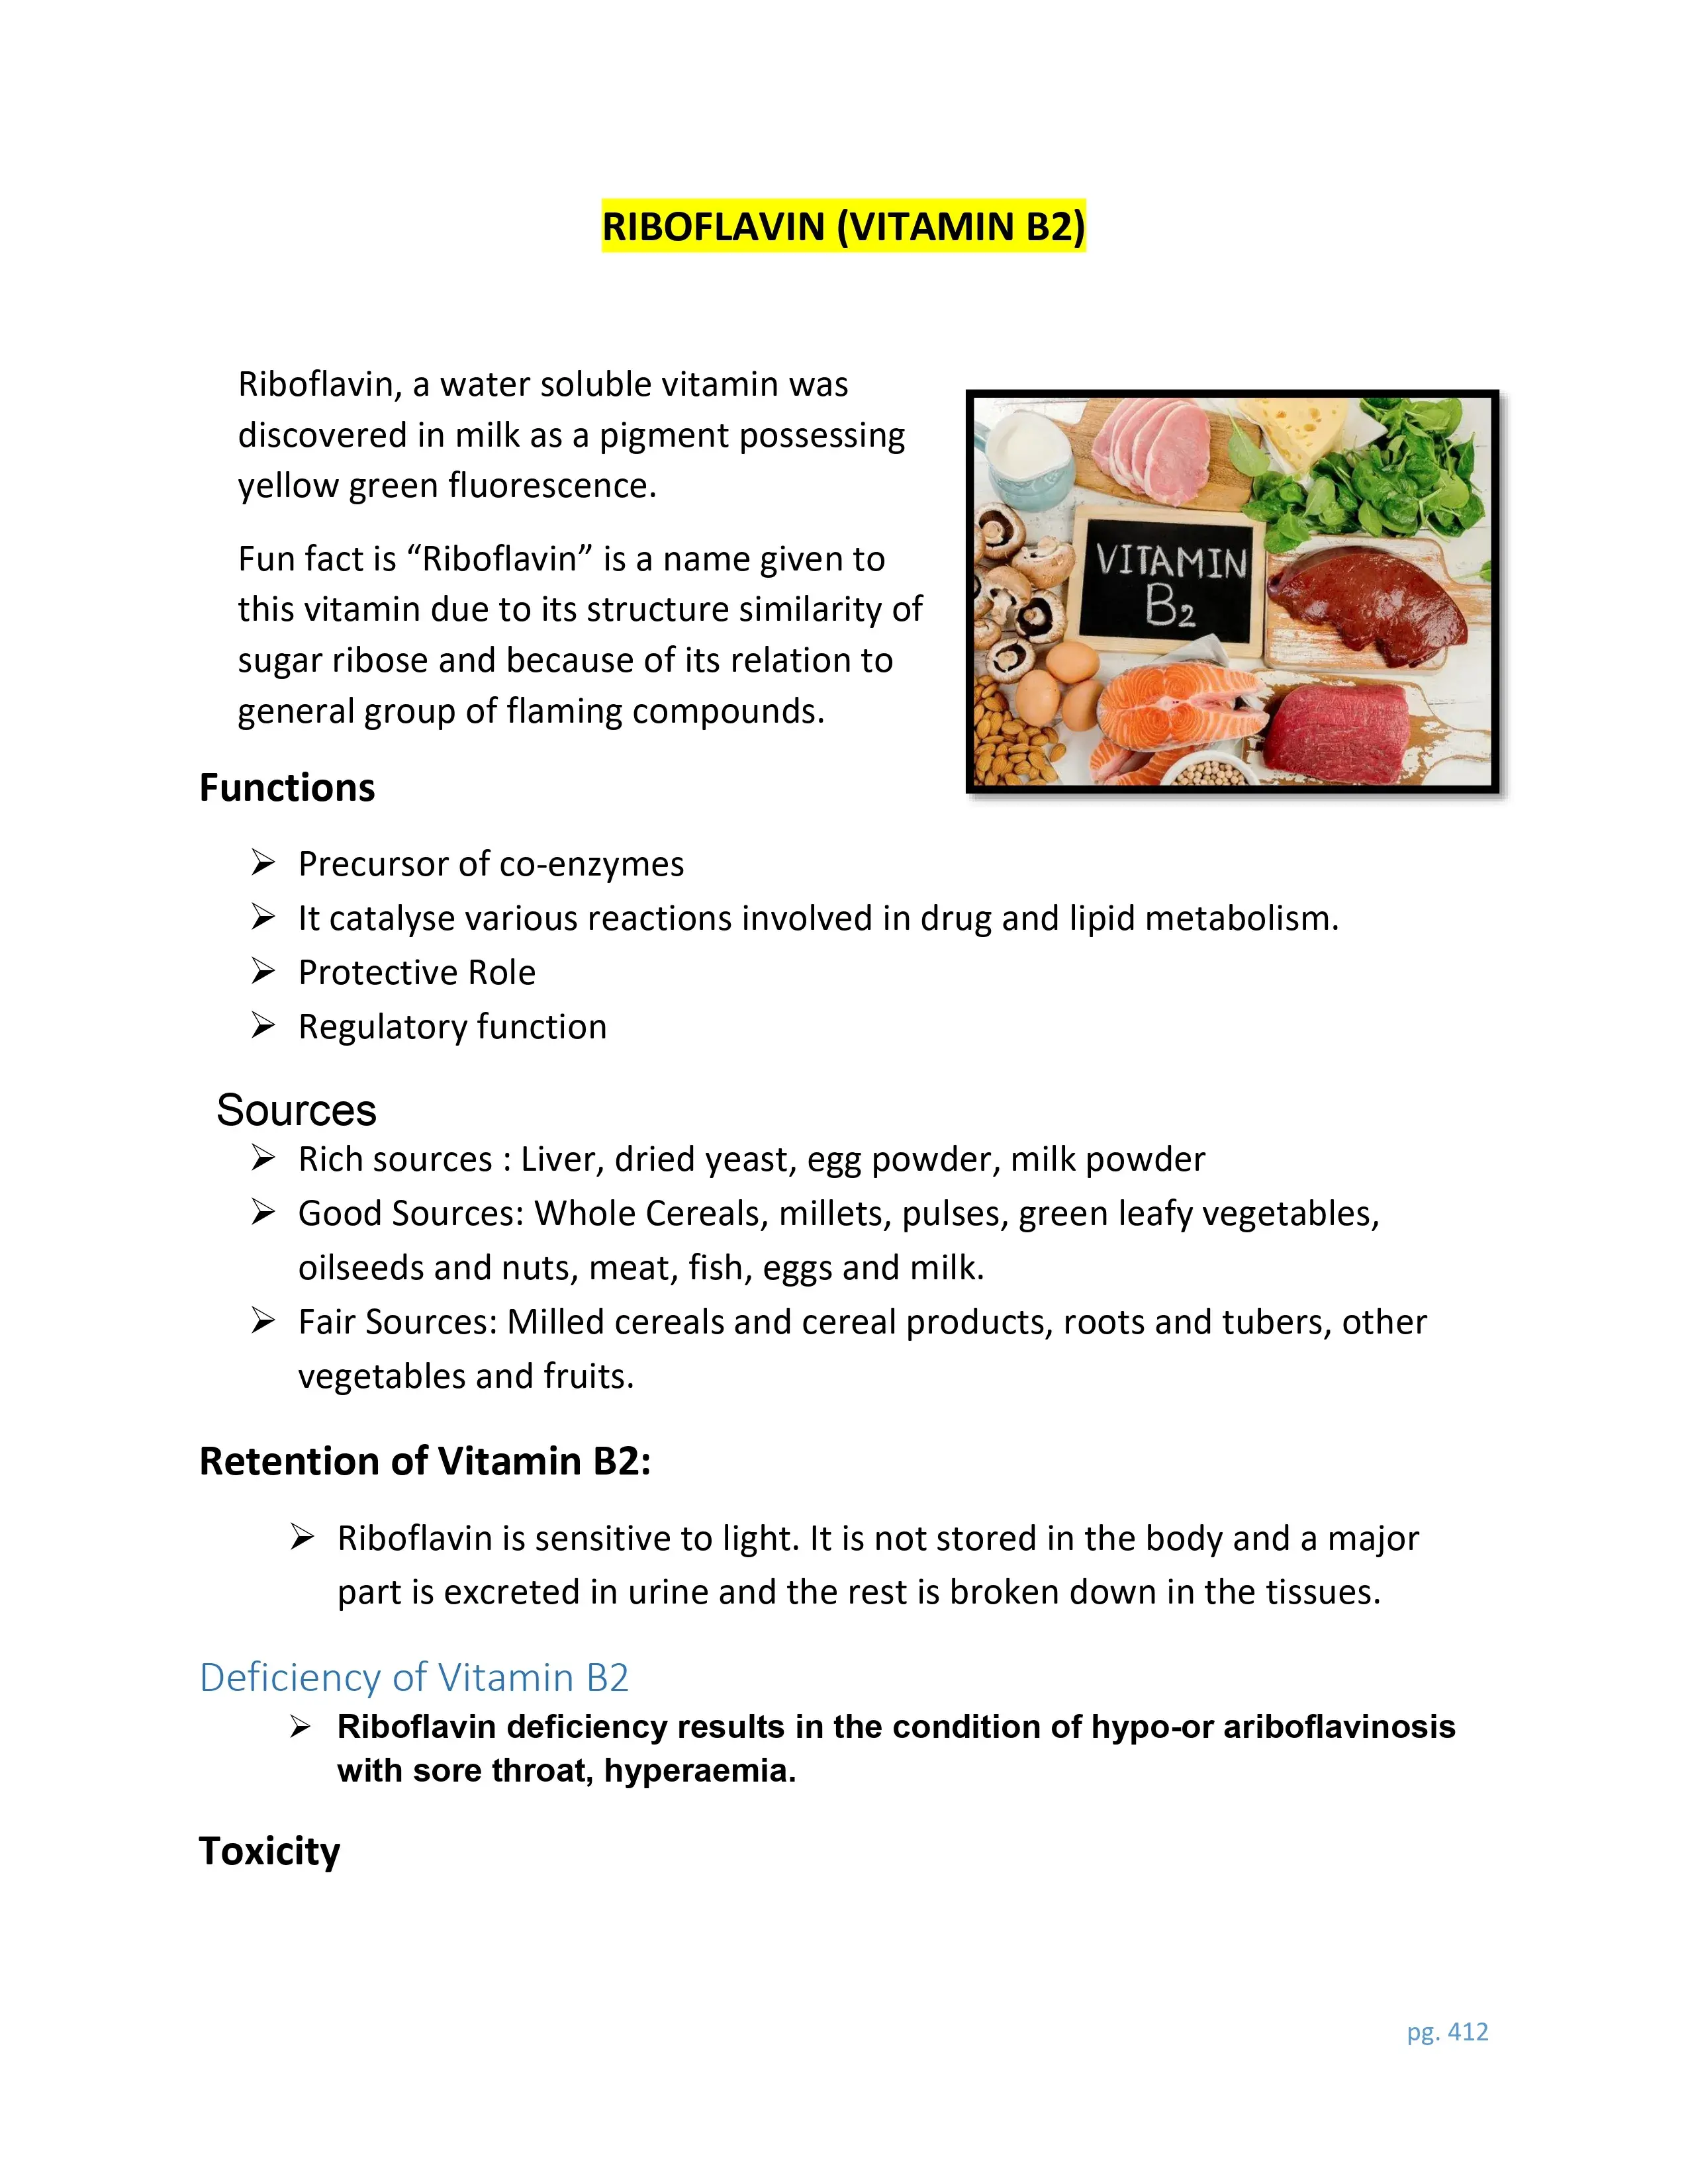 RIBOFLAVIN (VITAMIN B2)
Riboflavin, a water soluble vitamin was
discovered in milk as a pigment possessing
yellow green fluorescence.
Fun fact is “Riboflavin” is a name given to
this vitamin due to its structure similarity of
sugar ribose and because of its relation to
general group of flaming compounds.
VITAMIN
B2
Functions
➢ Precursor of co-enzymes
➢ It catalyse various reactions involved in drug and lipid metabolism.
➢ Protective Role
➢ Regulatory function
Sources
➢ Rich sources : Liver, dried yeast, egg powder, milk powder
➢ Good Sources: Whole Cereals, millets, pulses, green leafy vegetables,
oilseeds and nuts, meat, fish, eggs and milk.
➢ Fair Sources: Milled cereals and cereal products, roots and tubers, other
vegetables and fruits.
Retention of Vitamin B2:
➢ Riboflavin is sensitive to light. It is not stored in the body and a major
part is excreted in urine and the rest is broken down in the tissues.
Deficiency of Vitamin B2
➢ Riboflavin deficiency results in the condition of hypo-or ariboflavinosis
with sore throat, hyperaemia.
Toxicity
pg. 412